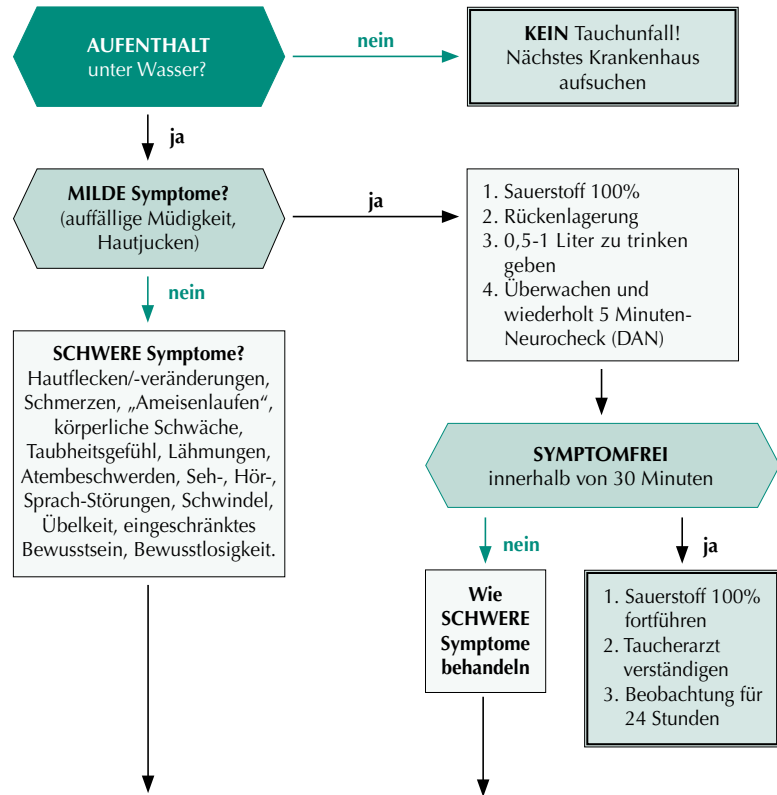 AUFENTHALT
unter Wasser?
nein
KEIN Tauchunfall!
Nächstes Krankenhaus
aufsuchen
ja
MILDE Symptome?
(auffällige Müdigkeit,
Hautjucken)
ja
1. Sauerstoff 100%
2. Rückenlagerung
3. 0,5-1 Liter zu trinken
geben
4. Überwachen und
wiederholt 5 Minuten-
Neurocheck (DAN)
nein
SCHWERE Symptome?
Hautflecken/-veränderungen,
Schmerzen, „Ameisenlaufen“,
körperliche Schwäche,
Taubheitsgefühl, Lähmungen,
Atembeschwerden, Seh-, Hör-,
Sprach-Störungen, Schwindel,
Übelkeit, eingeschränktes
Bewusstsein, Bewusstlosigkeit.
SYMPTOMFREI
innerhalb von 30 Minuten
nein
ja
Wie
SCHWERE
Symptome
behandeln
1. Sauerstoff 100%
fortführen
2. Taucherarzt
verständigen
3. Beobachtung für
24 Stunden